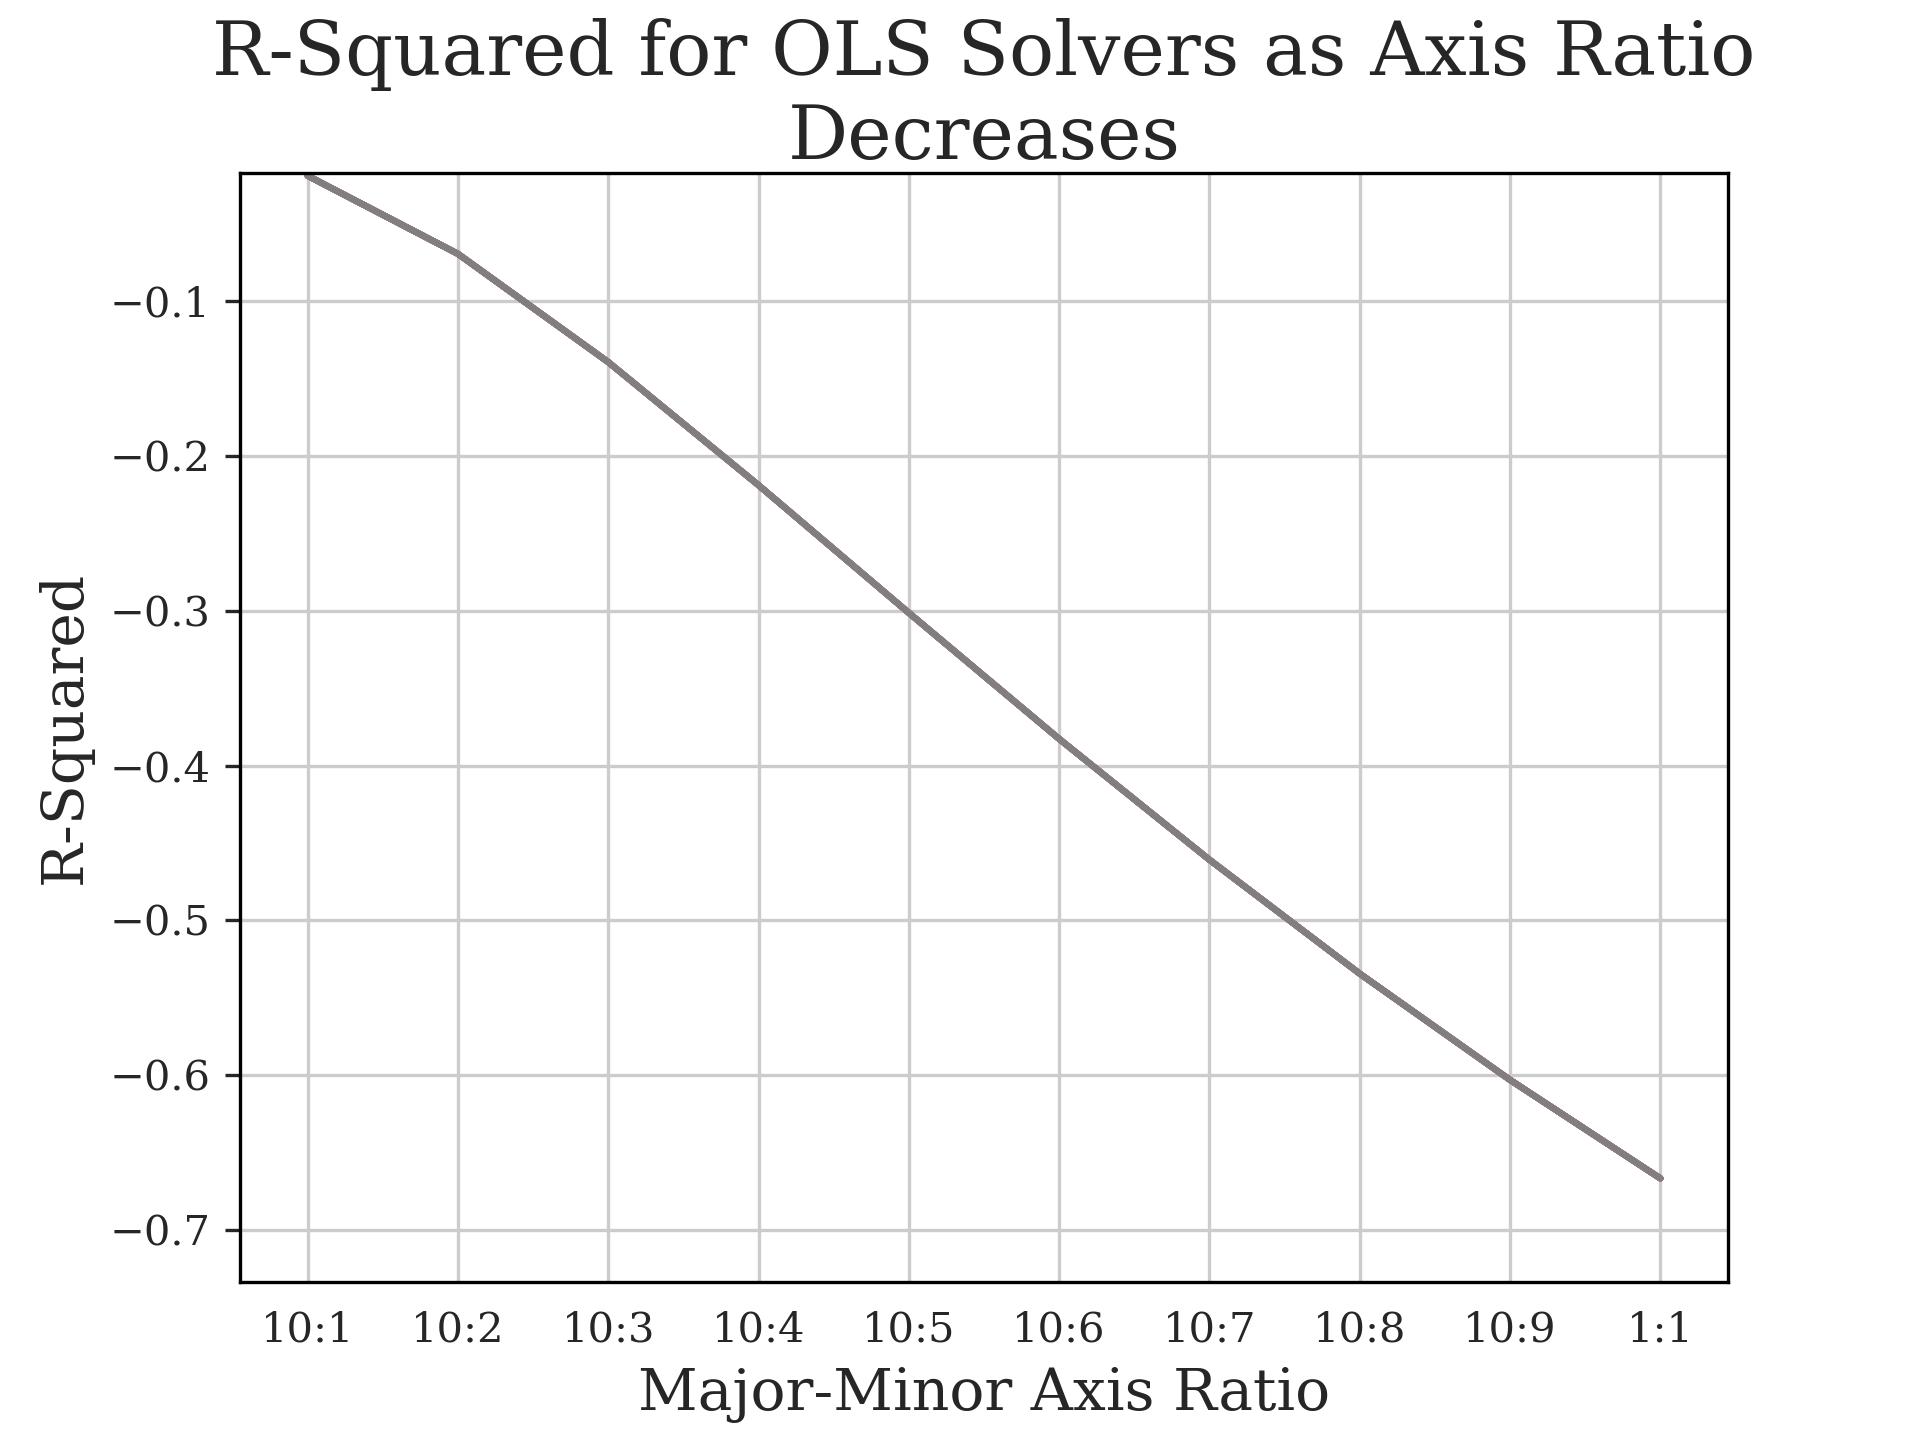 R-Squared for OLS Solvers as Axis Ratio
Decreases
R-Squared
−0.1
−0.2
−0.3
−0.4
−0.5
−0.6
−0.7
10:1 10:2 10:3 10:4 10:5 10:6 10:7 10:8 10:9 1:1
Major-Minor Axis Ratio